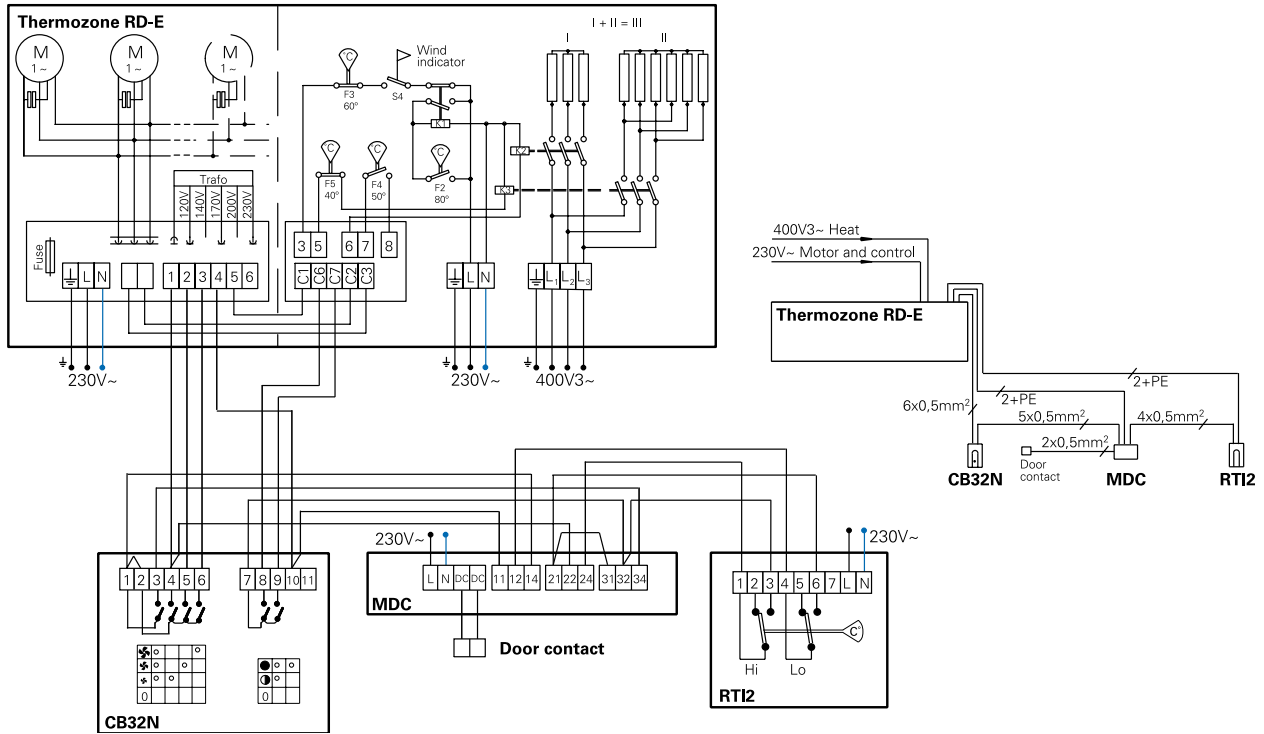 Thermozone RD-E
I + II = III
I II
M 1~
M 1~
M 1~
°C
F3
60°
S4
Wind indicator
K1
K2
K3
°C
F5
40°
°C
F4
50°
°C
F2
80°
Trafo
120V 140V 170V 200V 230V
Fuse
L N
1 2 3 4 5 6
3 5 6 7 8
C1 C6 C7 C2 C3
L N
L1 L2 L3
230V~
230V~
400V3~
400V3~ Heat
230V~ Motor and control
Thermozone RD-E
2+PE
2+PE
6x0,5mm²
5x0,5mm²
4x0,5mm²
2x0,5mm²
Door contact
CB32N
MDC
RTI2
1 2 3 4 5 6
7 8 9 10 11
0
0
CB32N
230V~
L N DC DC
11 12 14
21 22 24
31 32 34
MDC
Door contact
230V~
1 2 3 4 5 6 7 L N
C°
Hi Lo
RTI2